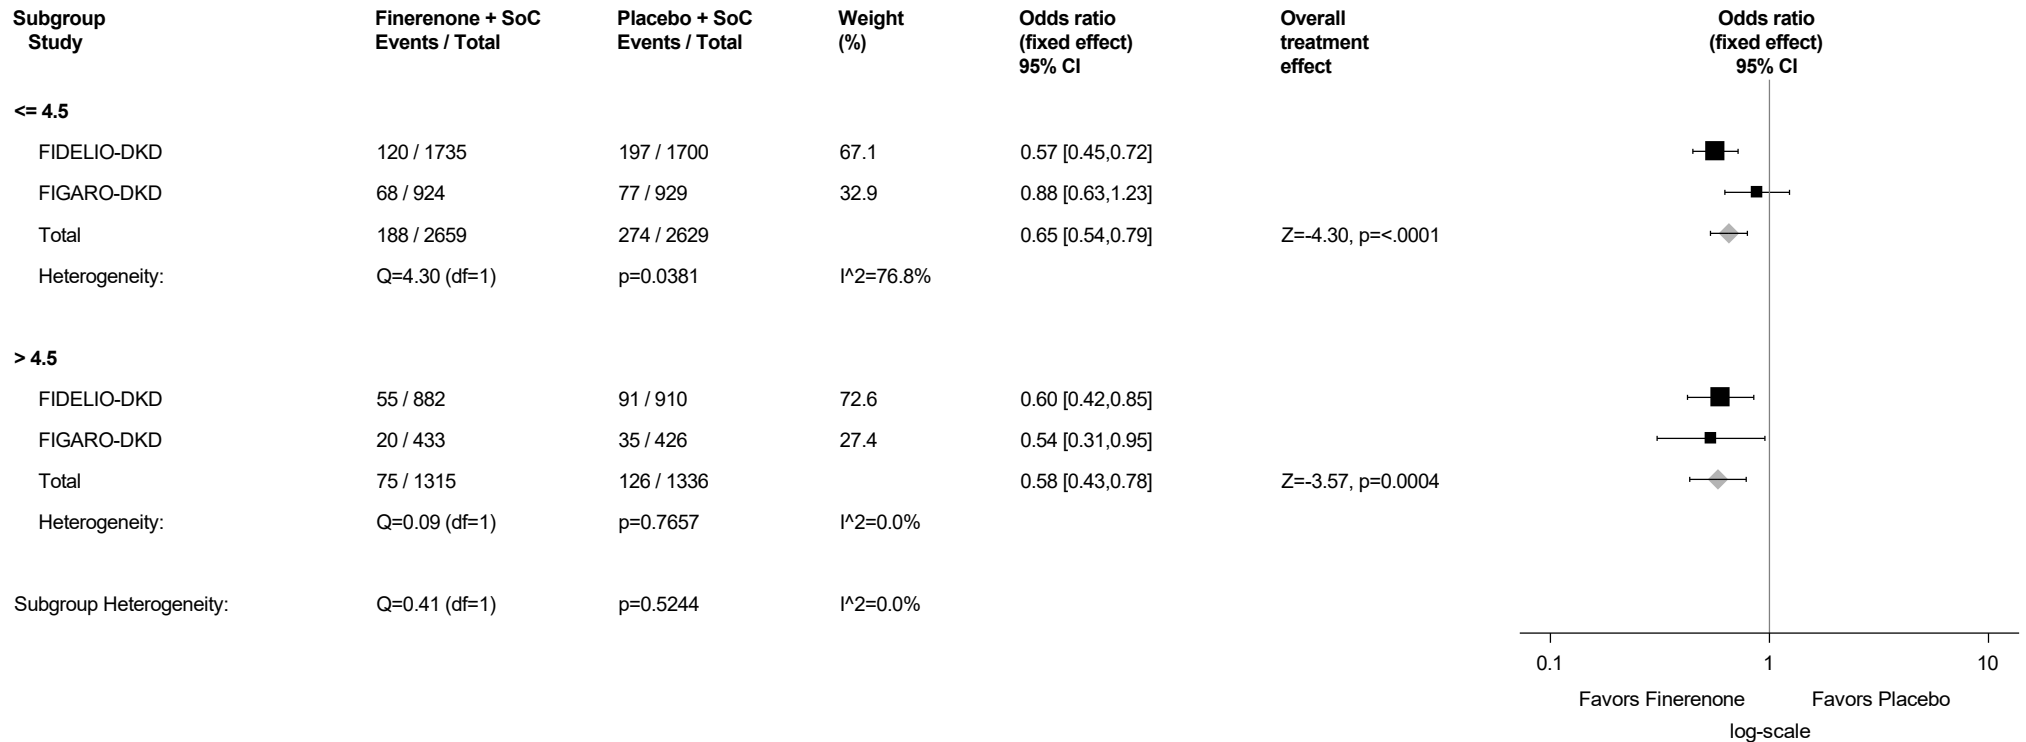 Subgroup Finerenone + SoC Placebo + SoC Weight Odds ratio Overall Odds ratio
Study Events / Total Events / Total (%) (fixed effect) treatment (fixed effect)
95% CI effect 95% CI
<= 4.5
FIDELIO-DKD 120 / 1735 197 / 1700 67.1 0.57 [0.45,0.72]
FIGARO-DKD 68 / 924 77 / 929 32.9 0.88 [0.63,1.23]
Total 188 / 2659 274 / 2629 0.65 [0.54,0.79] Z=-4.30, p=<.0001
Heterogeneity: Q=4.30 (df=1) p=0.0381 I^2=76.8%
> 4.5
FIDELIO-DKD 55 / 882 91 / 910 72.6 0.60 [0.42,0.85]
FIGARO-DKD 20 / 433 35 / 426 27.4 0.54 [0.31,0.95]
Total 75 / 1315 126 / 1336 0.58 [0.43,0.78] Z=-3.57, p=0.0004
Heterogeneity: Q=0.09 (df=1) p=0.7657 I^2=0.0%
Subgroup Heterogeneity: Q=0.41 (df=1) p=0.5244 I^2=0.0%
0.1 1 10
Favors Finerenone Favors Placebo
log-scale